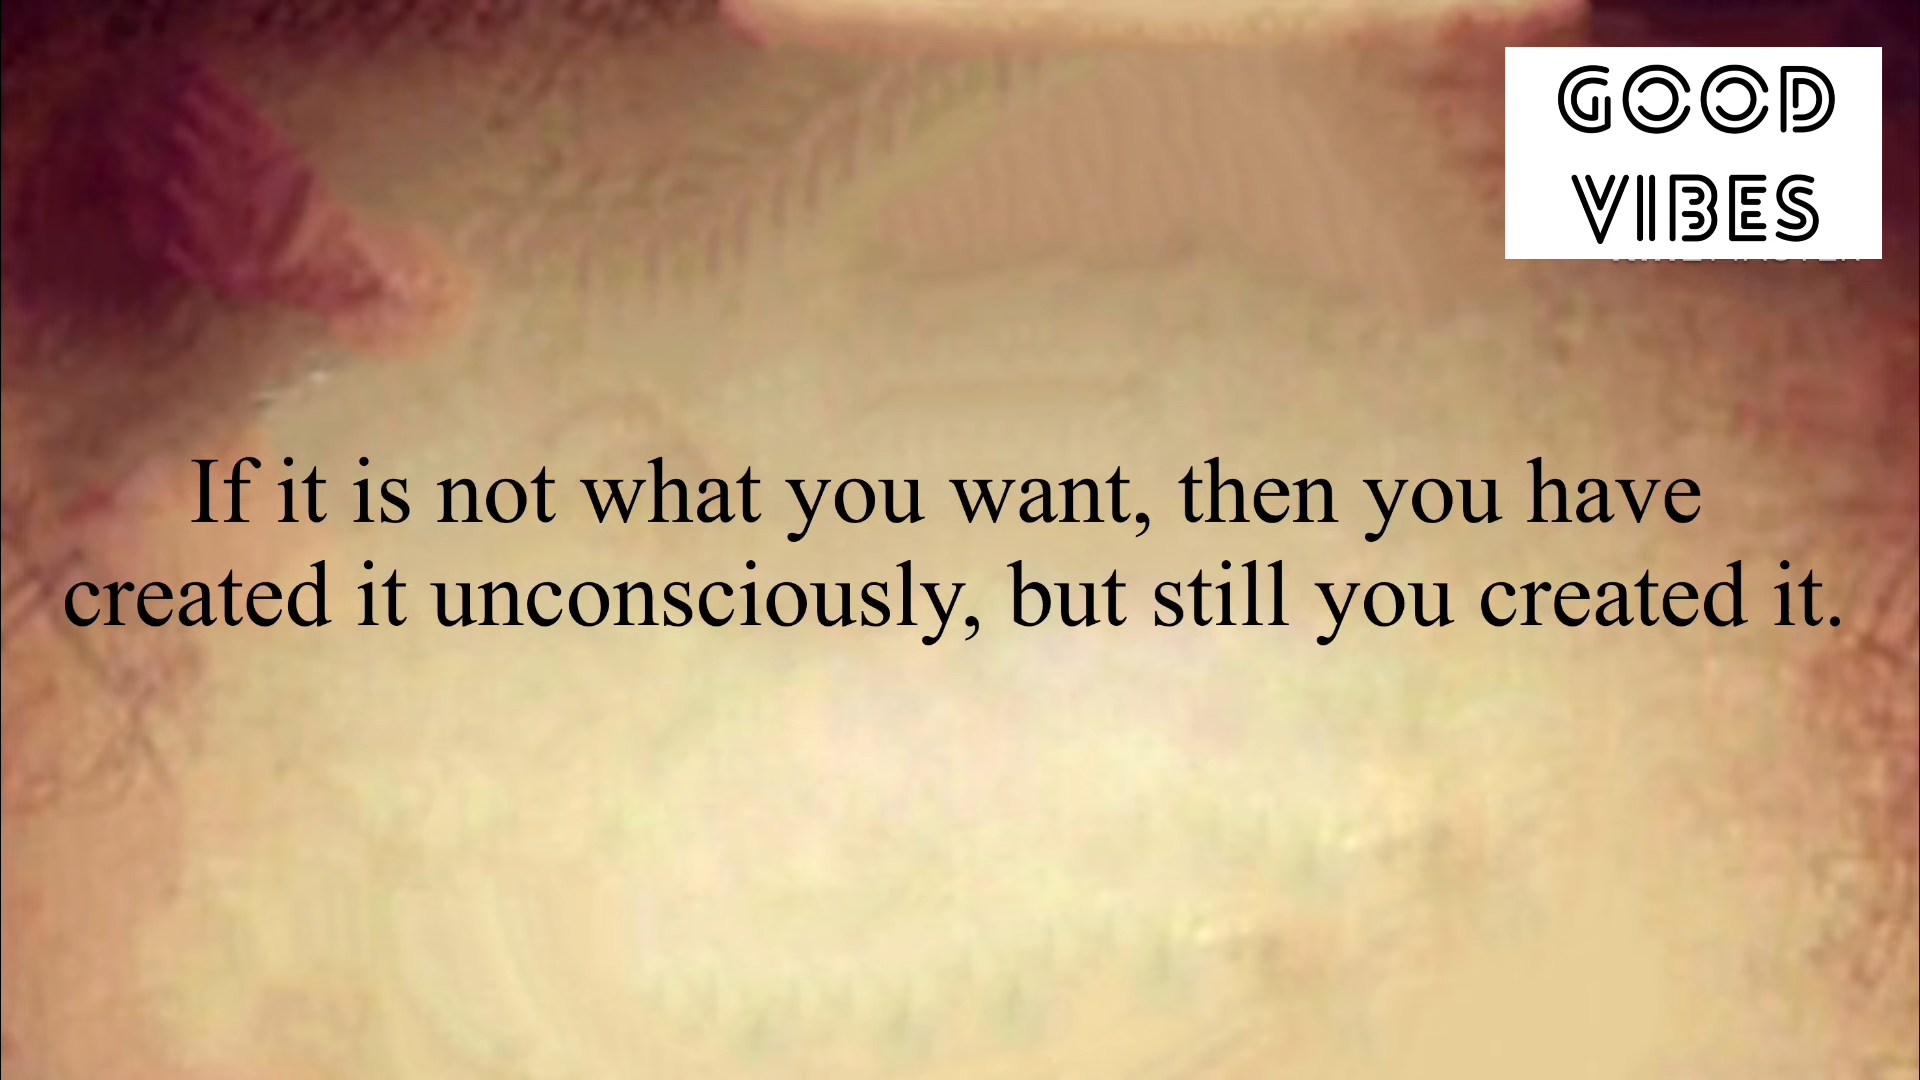 GOOD
VIBES
If it is not what you want, then you have
created it unconsciously, but still you created it.